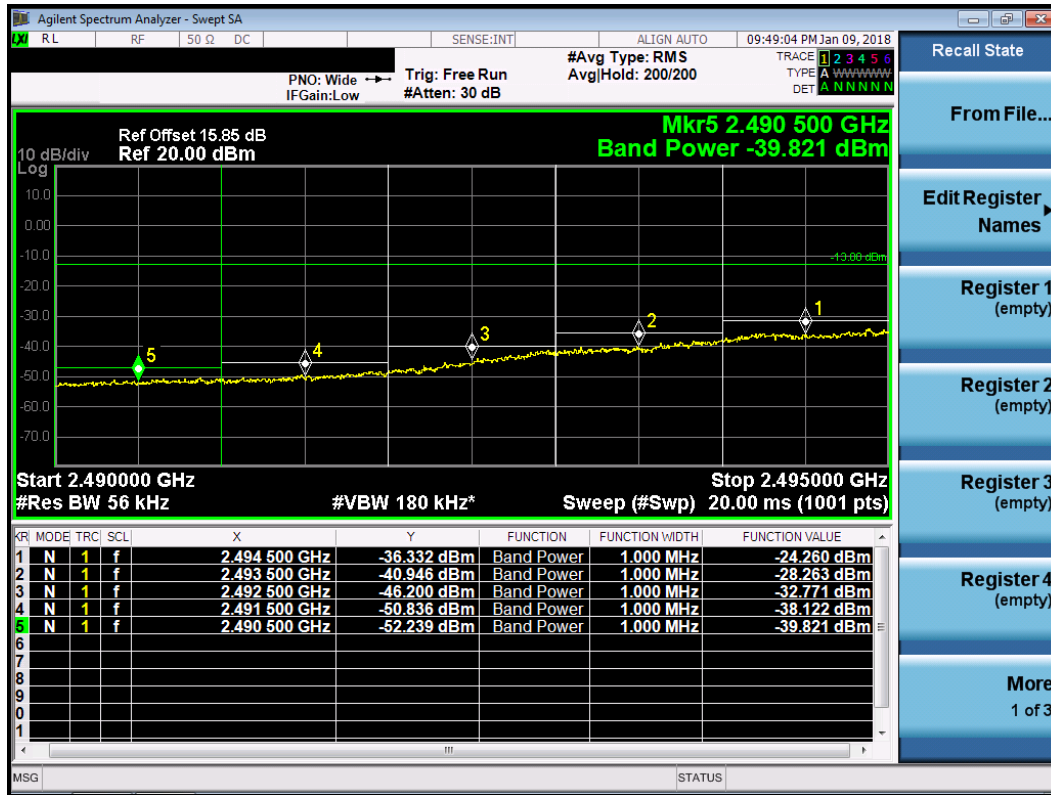 Agilent Spectrum Analyzer - Swept SA
LXI RL RF 50 Ω DC SENSE:INT ALIGN AUTO 09:49:04 PM Jan 09, 2018
PNO: Wide
IFGain:Low
Trig: Free Run
#Atten: 30 dB
#Avg Type: RMS
Avg|Hold: 200/200
TRACE 1 2 3 4 5 6
TYPE A WWWWW
DET A N N N N N
Mkr5 2.490 500 GHz
Band Power -39.821 dBm
Ref Offset 15.85 dB
10 dB/div Ref 20.00 dBm
Log
10.0
0.00
-10.0
-13.00 dBm
-20.0
-30.0
-40.0
-50.0
-60.0
-70.0
5
4
3
2
1
Start 2.490000 GHz Stop 2.495000 GHz
#Res BW 56 kHz #VBW 180 kHz* Sweep (#Swp) 20.00 ms (1001 pts)
KR MODE TRC SCL X Y FUNCTION FUNCTION WIDTH FUNCTION VALUE
1 N 1 f 2.494 500 GHz -36.332 dBm Band Power 1.000 MHz -24.260 dBm
2 N 1 f 2.493 500 GHz -40.946 dBm Band Power 1.000 MHz -28.263 dBm
3 N 1 f 2.492 500 GHz -46.200 dBm Band Power 1.000 MHz -32.771 dBm
4 N 1 f 2.491 500 GHz -50.836 dBm Band Power 1.000 MHz -38.122 dBm
5 N 1 f 2.490 500 GHz -52.239 dBm Band Power 1.000 MHz -39.821 dBm
6
7
8
9
0
1
MSG STATUS
Recall State
From File...
Edit Register
Names
Register 1
(empty)
Register 2
(empty)
Register 3
(empty)
Register 4
(empty)
More
1 of 3